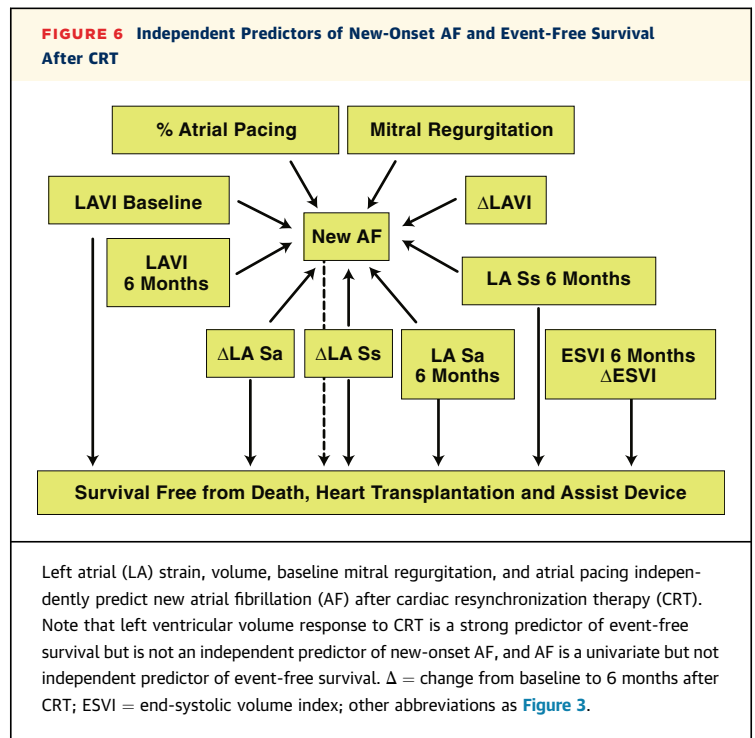 FIGURE 6 Independent Predictors of New-Onset AF and Event-Free Survival
After CRT
% Atrial Pacing
Mitral Regurgitation
LAVI Baseline
ΔLAVI
New AF
LAVI
6 Months
LA Ss 6 Months
ΔLA Sa
ΔLA Ss
LA Sa
6 Months
ESVI 6 Months
ΔESVI
Survival Free from Death, Heart Transplantation and Assist Device
Left atrial (LA) strain, volume, baseline mitral regurgitation, and atrial pacing indepen-
dently predict new atrial fibrillation (AF) after cardiac resynchronization therapy (CRT).
Note that left ventricular volume response to CRT is a strong predictor of event-free
survival but is not an independent predictor of new-onset AF, and AF is a univariate but not
independent predictor of event-free survival. Δ = change from baseline to 6 months after
CRT; ESVI = end-systolic volume index; other abbreviations as Figure 3.